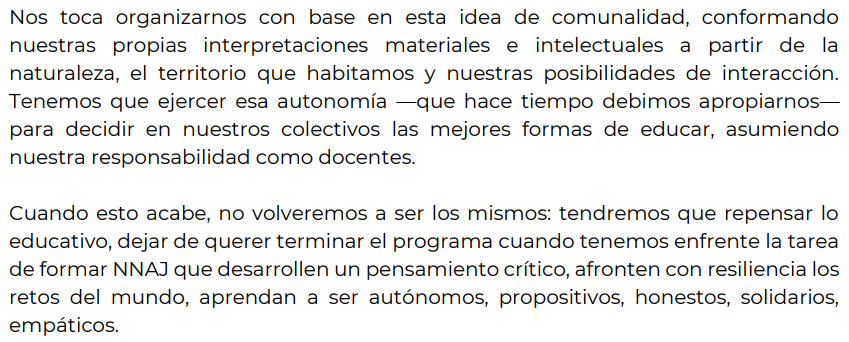 Nos toca organizarnos con base en esta idea de comunalidad, conformando
nuestras propias interpretaciones materiales e intelectuales a partir de la
naturaleza, el territorio que habitamos y nuestras posibilidades de interacción.
Tenemos que ejercer esa autonomía —que hace tiempo debimos apropiarnos—
para decidir en nuestros colectivos las mejores formas de educar, asumiendo
nuestra responsabilidad como docentes.
Cuando esto acabe, no volveremos a ser los mismos: tendremos que repensar lo
educativo, dejar de querer terminar el programa cuando tenemos enfrente la tarea
de formar NNAJ que desarrollen un pensamiento crítico, afronten con resiliencia los
retos del mundo, aprendan a ser autónomos, propositivos, honestos, solidarios,
empáticos.